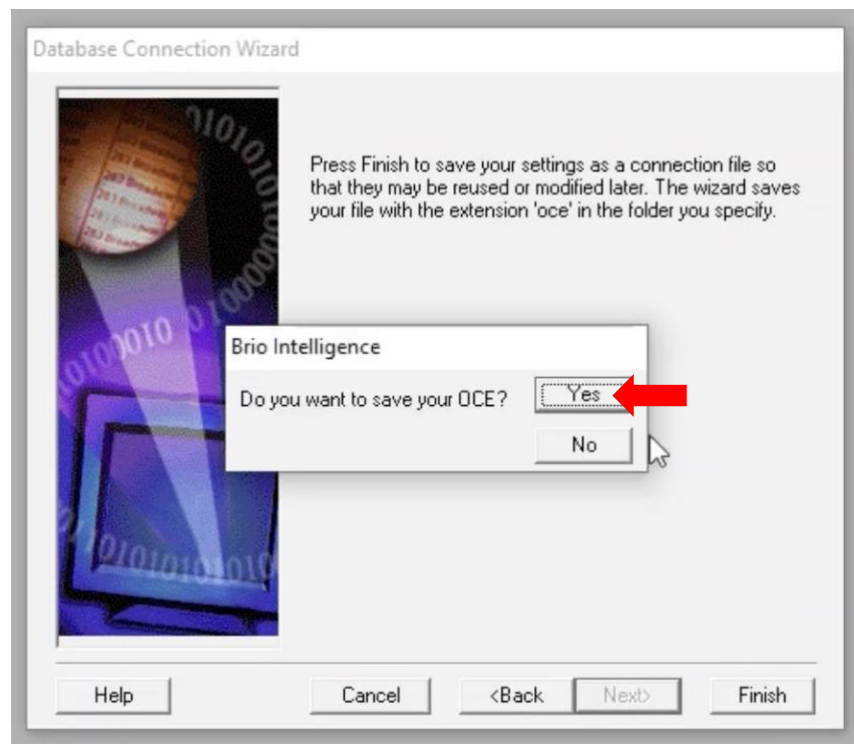 Database Connection Wizard
Press Finish to save your settings as a connection file so
that they may be reused or modified later. The wizard saves
your file with the extension 'oce' in the folder you specify.
Brio Intelligence
Do you want to save your OCE?
Yes
No
Help
Cancel
<Back
Next>
Finish